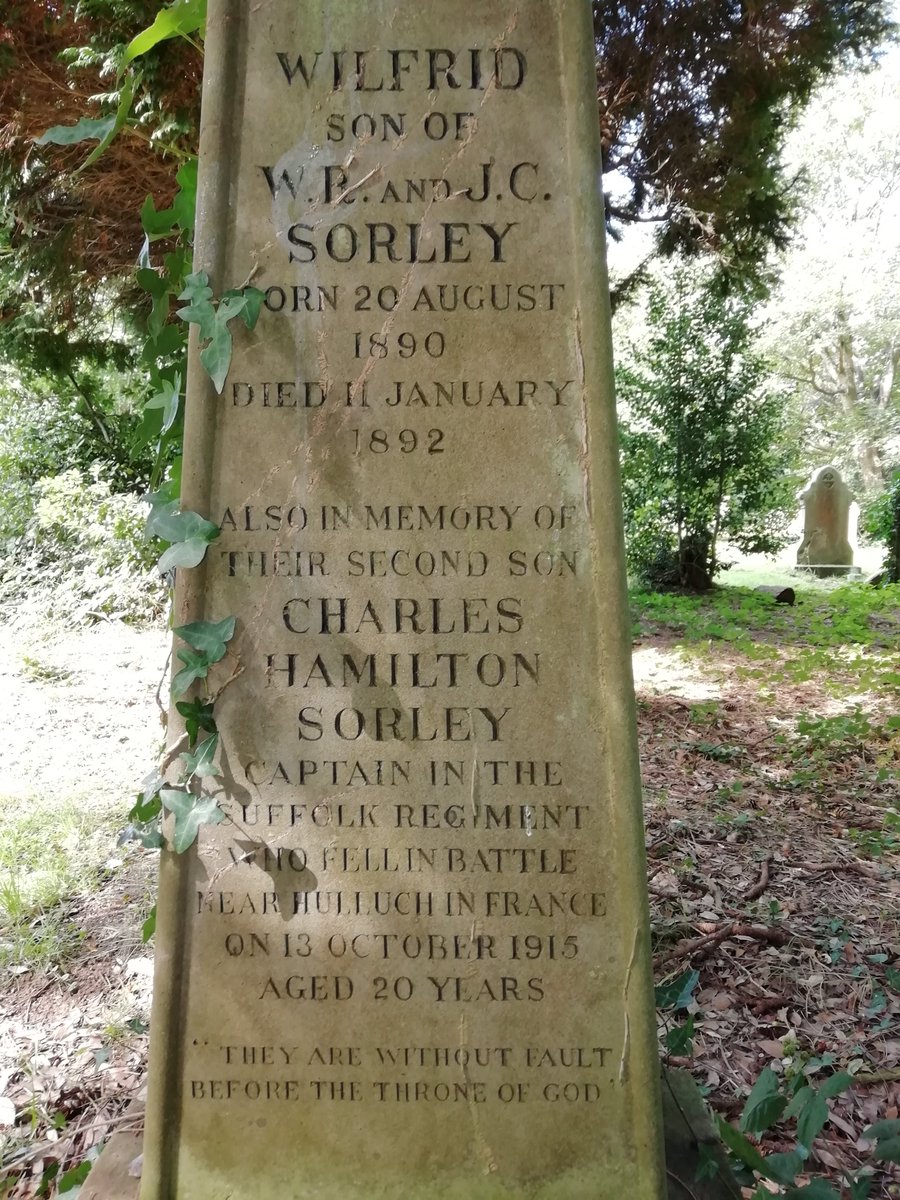 WILFRID
SON OF
W.R. AND J.C.
SORLEY
BORN 20 AUGUST
1890
DIED 11 JANUARY
1892
ALSO IN MEMORY OF
THEIR SECOND SON
CHARLES
HAMILTON
SORLEY
CAPTAIN IN THE
SUFFOLK REGIMENT
WHO FELL IN BATTLE
NEAR HULLUCH IN FRANCE
ON 13 OCTOBER 1915
AGED 20 YEARS
"THEY ARE WITHOUT FAULT
BEFORE THE THRONE OF GOD"